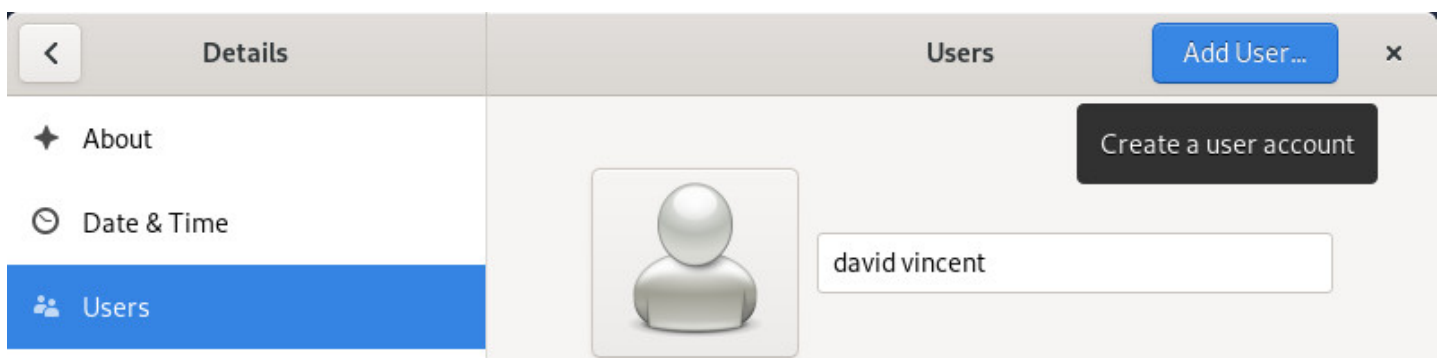 Details
Users
Add User...
About
Date & Time
Users
Create a user account
david vincent